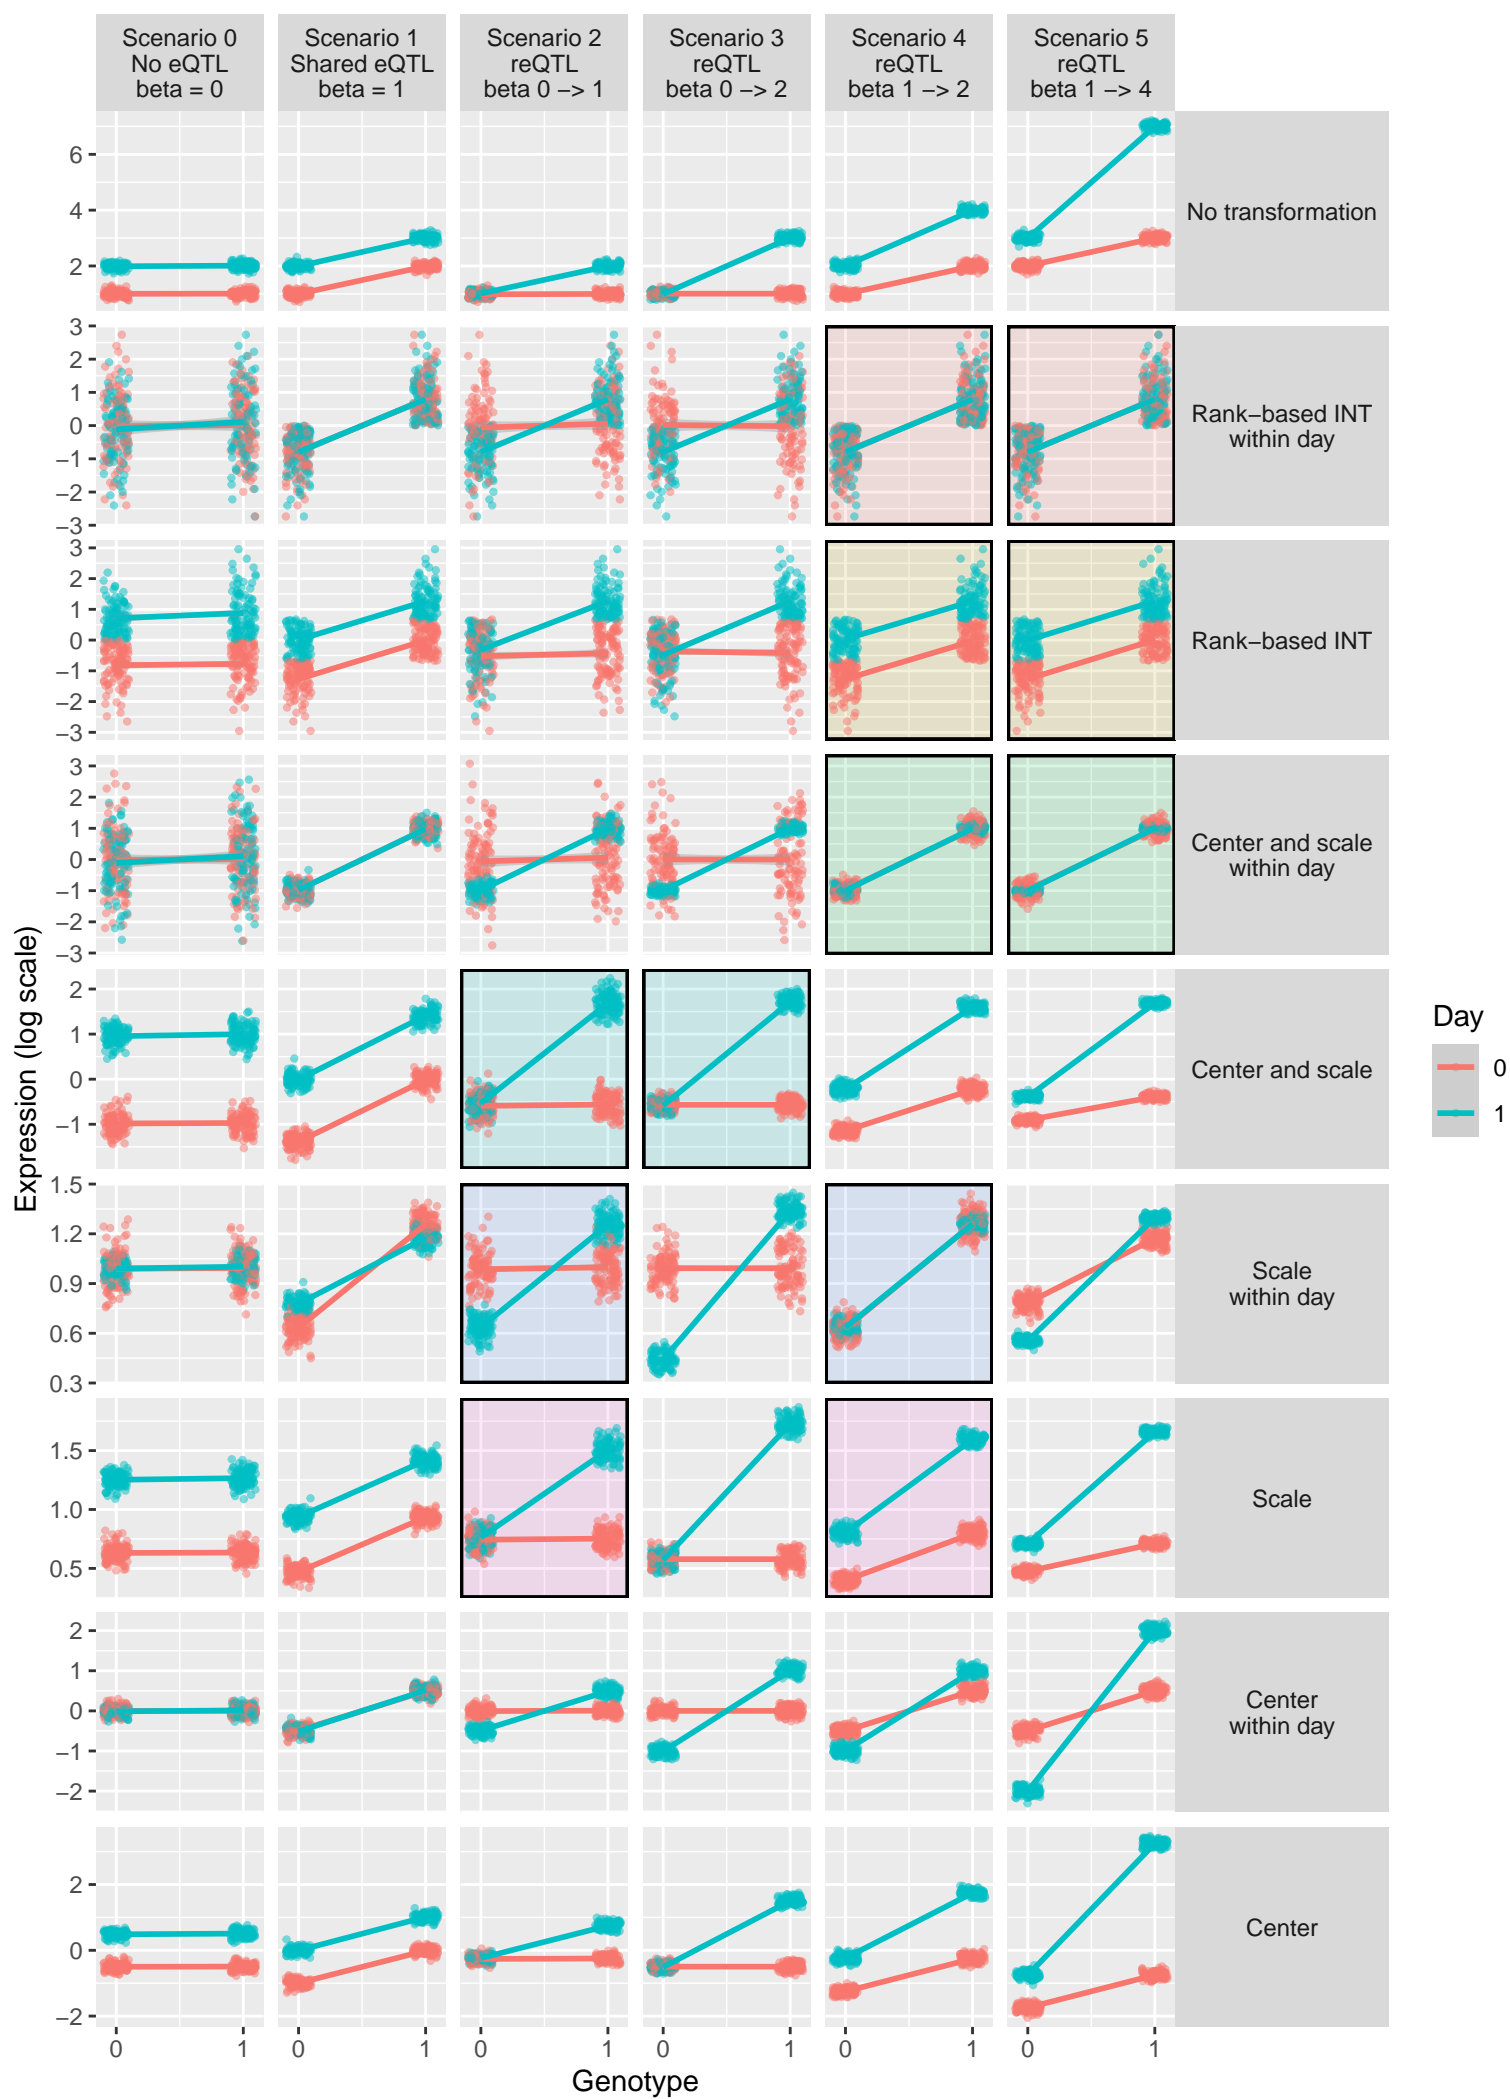 Scenario 0
No eQTL
beta = 0
Scenario 1
Shared eQTL
beta = 1
Scenario 2
reQTL
beta 0 −> 1
Scenario 3
reQTL
beta 0 −> 2
Scenario 4
reQTL
beta 1 −> 2
Scenario 5
reQTL
beta 1 −> 4
6
4
2
No transformation
3
2
1
0
−1
−2
−3
Rank−based INT
within day
3
2
1
0
−1
−2
−3
Rank−based INT
3
2
1
0
−1
−2
−3
Center and scale
within day
2
1
0
−1
Center and scale
1.5
1.2
0.9
0.6
0.3
Scale
within day
1.5
1.0
0.5
Scale
2
1
0
−1
−2
Center
within day
2
0
−2
Center
0 1 0 1 0 1 0 1 0 1 0 1
Genotype
Expression (log scale)
Day
0
1